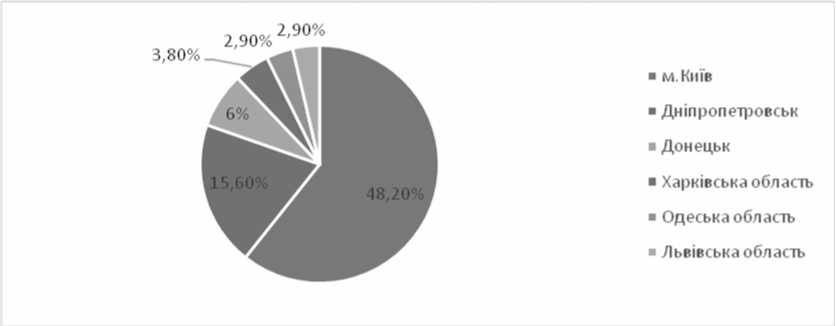 2,90%
2,90%
3,80%
6%
15,60%
48,20%
м.Київ
Дніпропетровськ
Донецьк
Харківська область
Одеська область
Львівська область